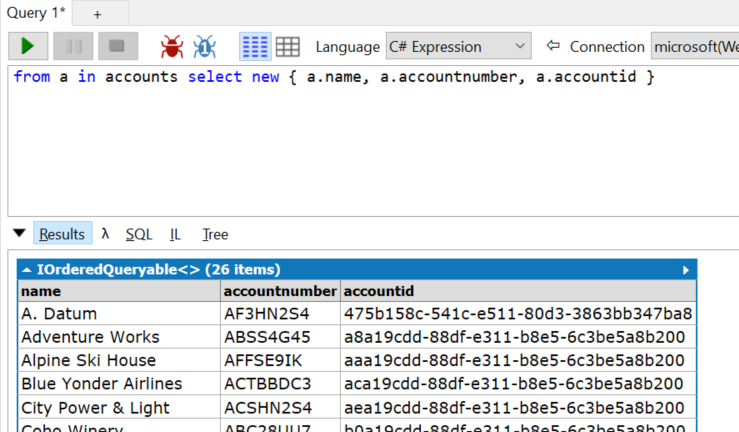 Query 1*
+
Language C# Expression Connection microsoft(We
from a in accounts select new { a.name, a.accountnumber, a.accountid }
Results λ SQL IL Tree
IOrderedQueryable<> (26 items)
name accountnumber accountid
A. Datum AF3HN2S4 475b158c-541c-e511-80d3-3863bb347ba8
Adventure Works ABSS4G45 a8a19cdd-88df-e311-b8e5-6c3be5a8b200
Alpine Ski House AFFSE9IK aaa19cdd-88df-e311-b8e5-6c3be5a8b200
Blue Yonder Airlines ACTBBDC3 aca19cdd-88df-e311-b8e5-6c3be5a8b200
City Power & Light ACSHN2S4 aea19cdd-88df-e311-b8e5-6c3be5a8b200
Coho Winery ABC28UU7 b0a19cdd-88df-e311-b8e5-6c3be5a8b200